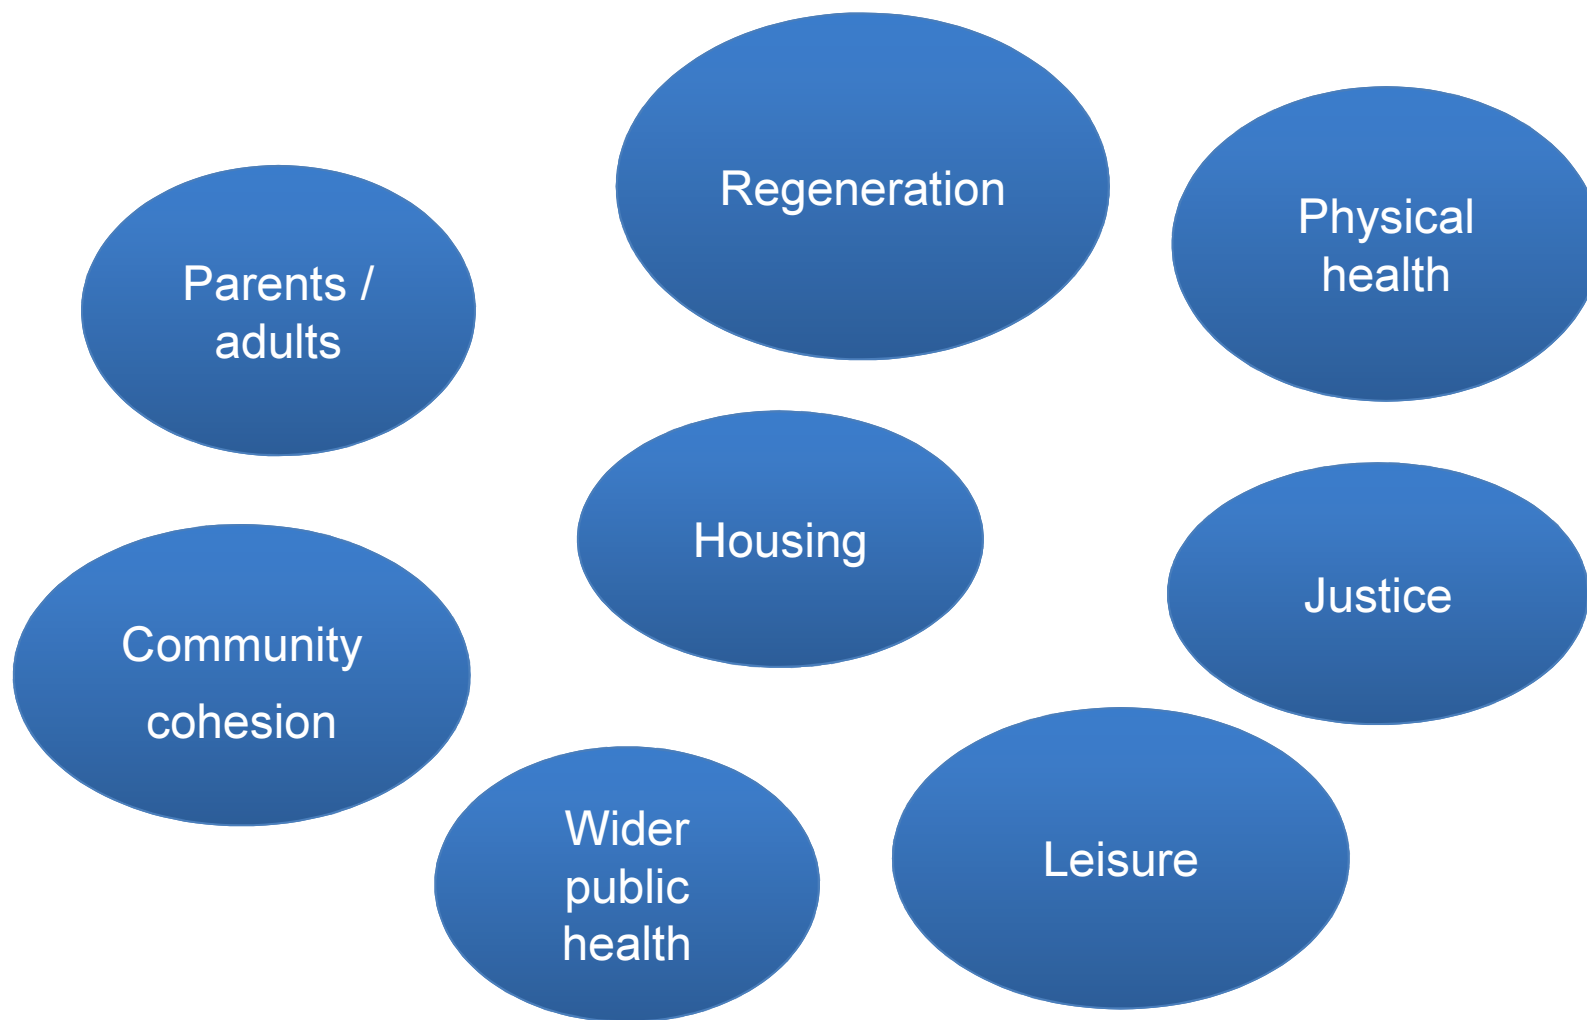 Regeneration
Physical
health
Parents /
adults
Housing
Justice
Community
cohesion
Wider
public
health
Leisure